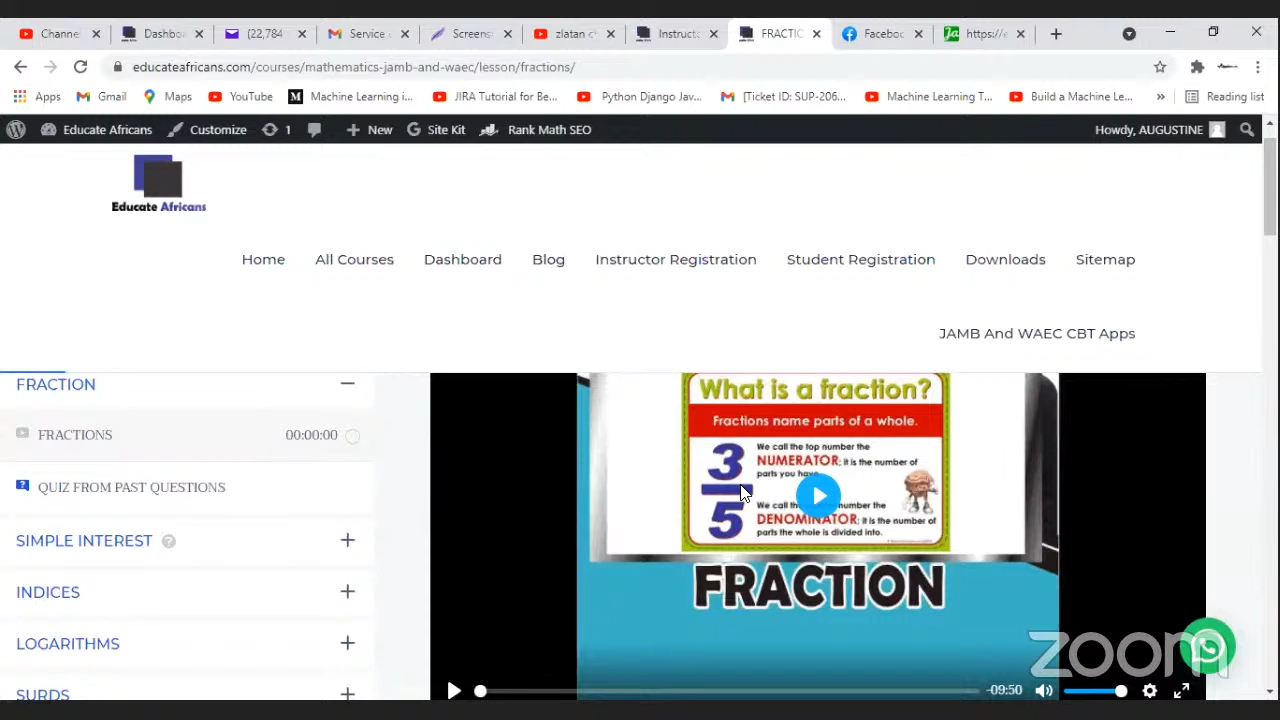 Channe
Dashboa
(22,784
Service
Screens
zlatan c
Instruct
FRACTIC
Faceboo
https://e
educateafricans.com/courses/mathematics-jamb-and-waec/lesson/fractions/
Apps
Gmail
Maps
YouTube
Machine Learning i...
JIRA Tutorial for Be...
Python Django Jav...
[Ticket ID: SUP-206...
Machine Learning T...
Build a Machine Le...
»
Reading list
Educate Africans
Customize
1
New
Site Kit
Rank Math SEO
Howdy, AUGUSTINE
Educate Africans
Home
All Courses
Dashboard
Blog
Instructor Registration
Student Registration
Downloads
Sitemap
JAMB And WAEC CBT Apps
FRACTION
FRACTIONS 00:00:00
QUIZ FROM PAST QUESTIONS
SIMPLE INTEREST
INDICES
LOGARITHMS
SURDS
What is a fraction?
Fractions name parts of a whole.
3
5
We call the top number the
NUMERATOR; it is the number of
parts you have
We call the number the
DENOMINATOR; it is the number of
parts the whole is divided into.
FRACTION
-09:50
zoom